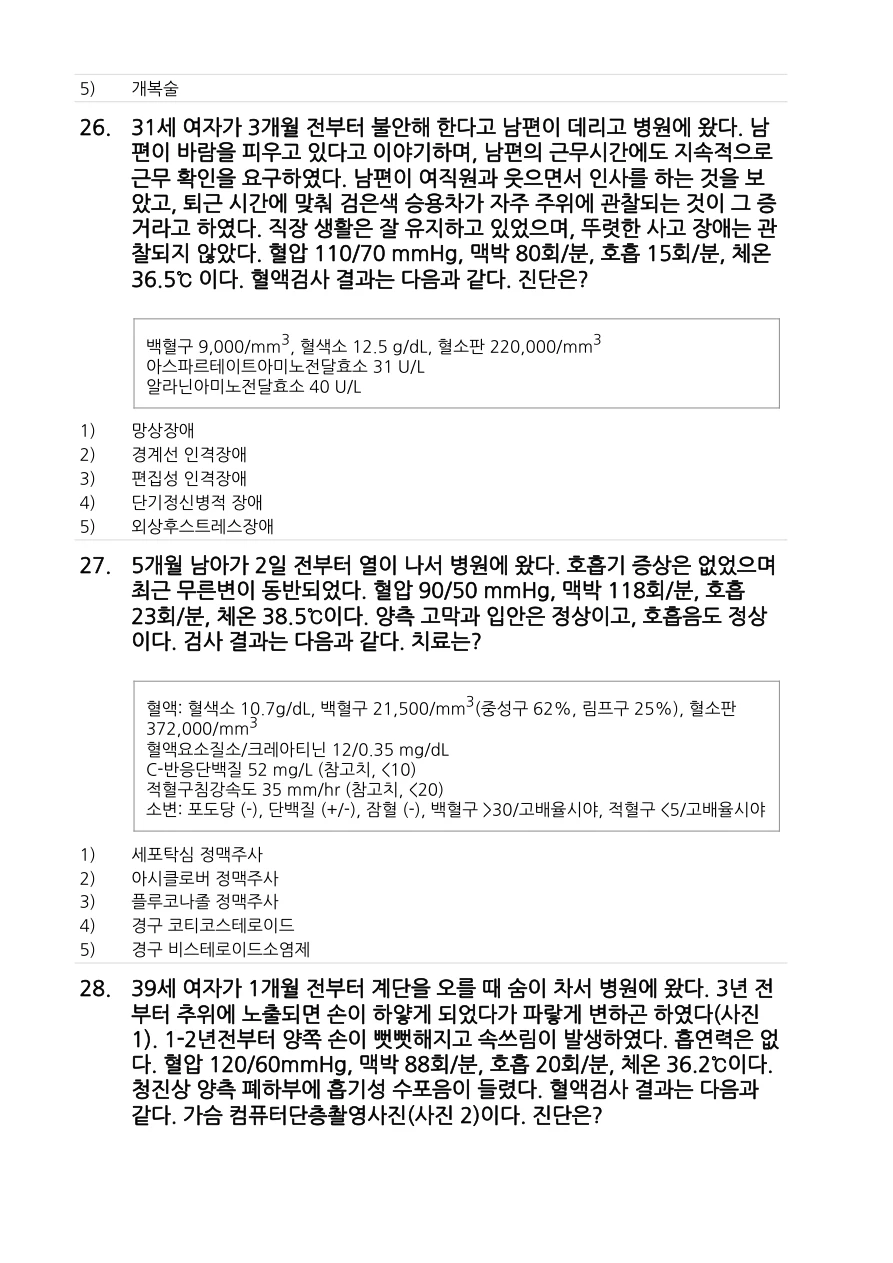 5) 개복술
26. 31세 여자가 3개월 전부터 불안해 한다고 남편이 데리고 병원에 왔다. 남
편이 바람을 피우고 있다고 이야기하며, 남편의 근무시간에도 지속적으로
근무 확인을 요구하였다. 남편이 여직원과 웃으면서 인사를 하는 것을 보
았고, 퇴근 시간에 맞춰 검은색 승용차가 자주 주위에 관찰되는 것이 그 증
거라고 하였다. 직장 생활은 잘 유지하고 있었으며, 뚜렷한 사고 장애는 관
찰되지 않았다. 혈압 110/70 mmHg, 맥박 80회/분, 호흡 15회/분, 체온
36.5℃ 이다. 혈액검사 결과는 다음과 같다. 진단은?
백혈구 9,000/mm³, 혈색소 12.5 g/dL, 혈소판 220,000/mm³
아스파르테이트아미노전달효소 31 U/L
알라닌아미노전달효소 40 U/L
1) 망상장애
2) 경계선 인격장애
3) 편집성 인격장애
4) 단기정신병적 장애
5) 외상후스트레스장애
27. 5개월 남아가 2일 전부터 열이 나서 병원에 왔다. 호흡기 증상은 없었으며
최근 무른변이 동반되었다. 혈압 90/50 mmHg, 맥박 118회/분, 호흡
23회/분, 체온 38.5℃이다. 양측 고막과 입안은 정상이고, 호흡음도 정상
이다. 검사 결과는 다음과 같다. 치료는?
혈액: 혈색소 10.7g/dL, 백혈구 21,500/mm³(중성구 62%, 림프구 25%), 혈소판
372,000/mm³
혈액요소질소/크레아티닌 12/0.35 mg/dL
C-반응단백질 52 mg/L (참고치, <10)
적혈구침강속도 35 mm/hr (참고치, <20)
소변: 포도당 (-), 단백질 (+/-), 잠혈 (-), 백혈구 >30/고배율시야, 적혈구 <5/고배율시야
1) 세포탁심 정맥주사
2) 아시클로버 정맥주사
3) 플루코나졸 정맥주사
4) 경구 코티코스테로이드
5) 경구 비스테로이드소염제
28. 39세 여자가 1개월 전부터 계단을 오를 때 숨이 차서 병원에 왔다. 3년 전
부터 추위에 노출되면 손이 하얗게 되었다가 파랗게 변하곤 하였다(사진
1). 1-2년전부터 양쪽 손이 뻣뻣해지고 속쓰림이 발생하였다. 흡연력은 없
다. 혈압 120/60mmHg, 맥박 88회/분, 호흡 20회/분, 체온 36.2℃이다.
청진상 양측 폐하부에 흡기성 수포음이 들렸다. 혈액검사 결과는 다음과
같다. 가슴 컴퓨터단층촬영사진(사진 2)이다. 진단은?